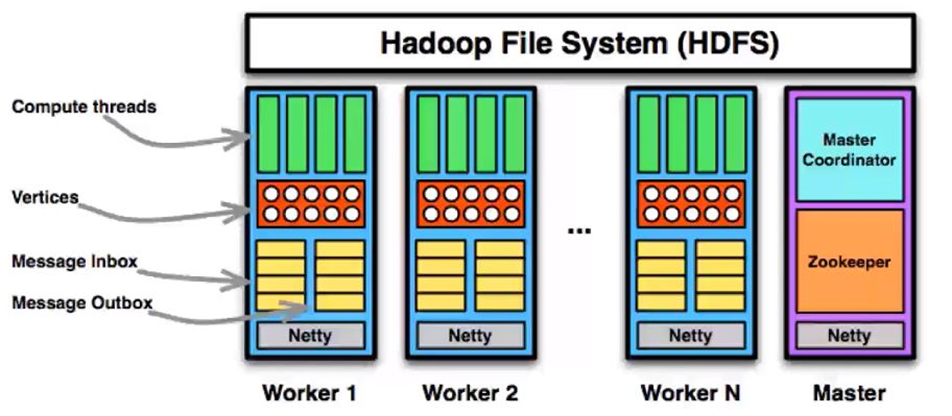 Hadoop File System (HDFS)
Compute threads
Vertices
Message Inbox
Message Outbox
Netty
Worker 1
Netty
Worker 2
...
Netty
Worker N
Master
Coordinator
Zookeeper
Netty
Master